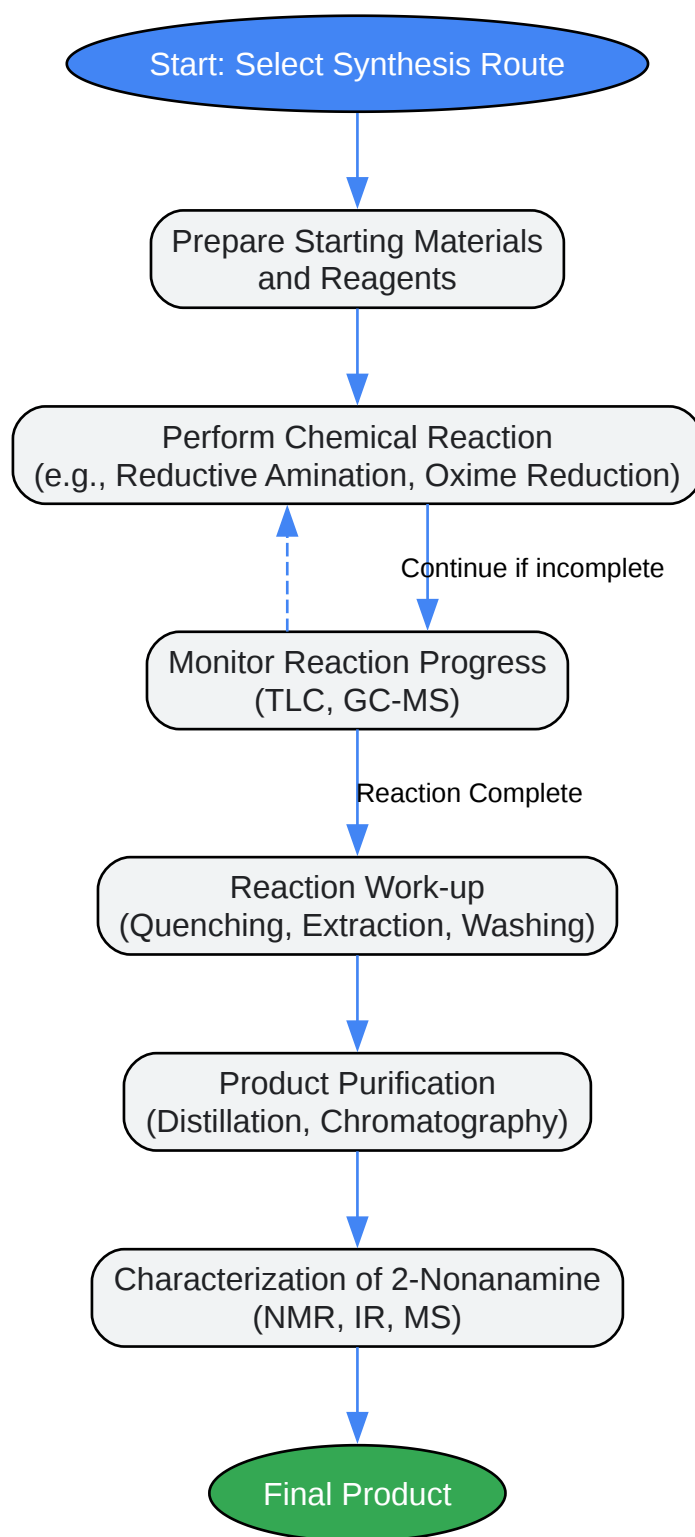 Start: Select Synthesis Route
Prepare Starting Materials
and Reagents
Perform Chemical Reaction
(e.g., Reductive Amination, Oxime Reduction)
Continue if incomplete
Monitor Reaction Progress
(TLC, GC-MS)
Reaction Complete
Reaction Work-up
(Quenching, Extraction, Washing)
Product Purification
(Distillation, Chromatography)
Characterization of 2-Nonanamine
(NMR, IR, MS)
Final Product